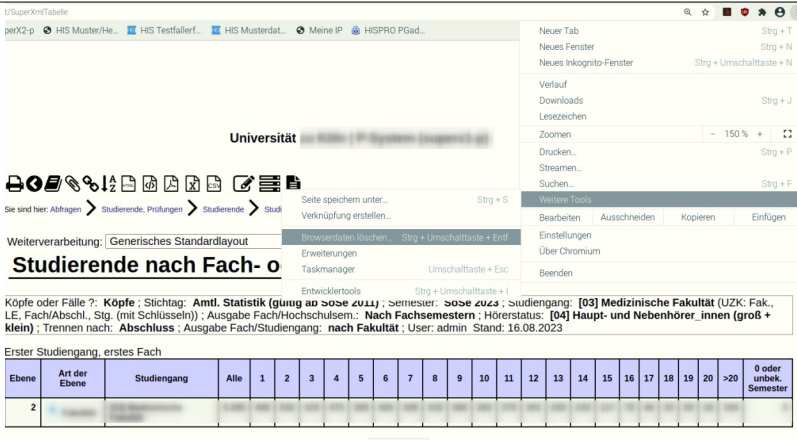 t/SuperXmlTabelle
perX2-p HIS Muster/He... HIS Testfallerf... HIS Musterdat... Meine IP HISPRO PGad...
Neuer Tab Strg + T
Neues Fenster Strg + N
Neues Inkognito-Fenster Strg + Umschalttaste + N
Verlauf
Downloads Strg + J
Lesezeichen
Zoomen - 150 % +
Drucken... Strg + P
Streamen...
Suchen... Strg + F
Weitere Tools
Bearbeiten Ausschneiden Kopieren Einfügen
Einstellungen
Über Chromium
Beenden
Seite speichern unter... Strg + S
Verknüpfung erstellen...
Browserdaten löschen... Strg + Umschalttaste + Entf
Erweiterungen
Taskmanager Umschalttaste + Esc
Entwicklertools Strg + Umschalttaste + I
Universität
Sie sind hier: Abfragen Studierende, Prüfungen Studierende Studi
Weiterverarbeitung: Generisches Standardlayout
Studierende nach Fach- o
Köpfe oder Fälle ?: Köpfe ; Stichtag: Amtl. Statistik (gültig ab SoSe 2011) ; Semester: SoSe 2023 ; Studiengang: [03] Medizinische Fakultät (UZK: Fak.,
LE, Fach/Abschl., Stg. (mit Schlüsseln)) ; Ausgabe Fach/Hochschulsem.: Nach Fachsemestern ; Hörerstatus: [04] Haupt- und Nebenhörer_innen (groß +
klein) ; Trennen nach: Abschluss ; Ausgabe Fach/Studiengang: nach Fakultät ; User: admin Stand: 16.08.2023
Erster Studiengang, erstes Fach
Ebene Art der Ebene Studiengang Alle 1 2 3 4 5 6 7 8 9 10 11 12 13 14 15 16 17 18 19 20 >20 0 oder unbek. Semester
2